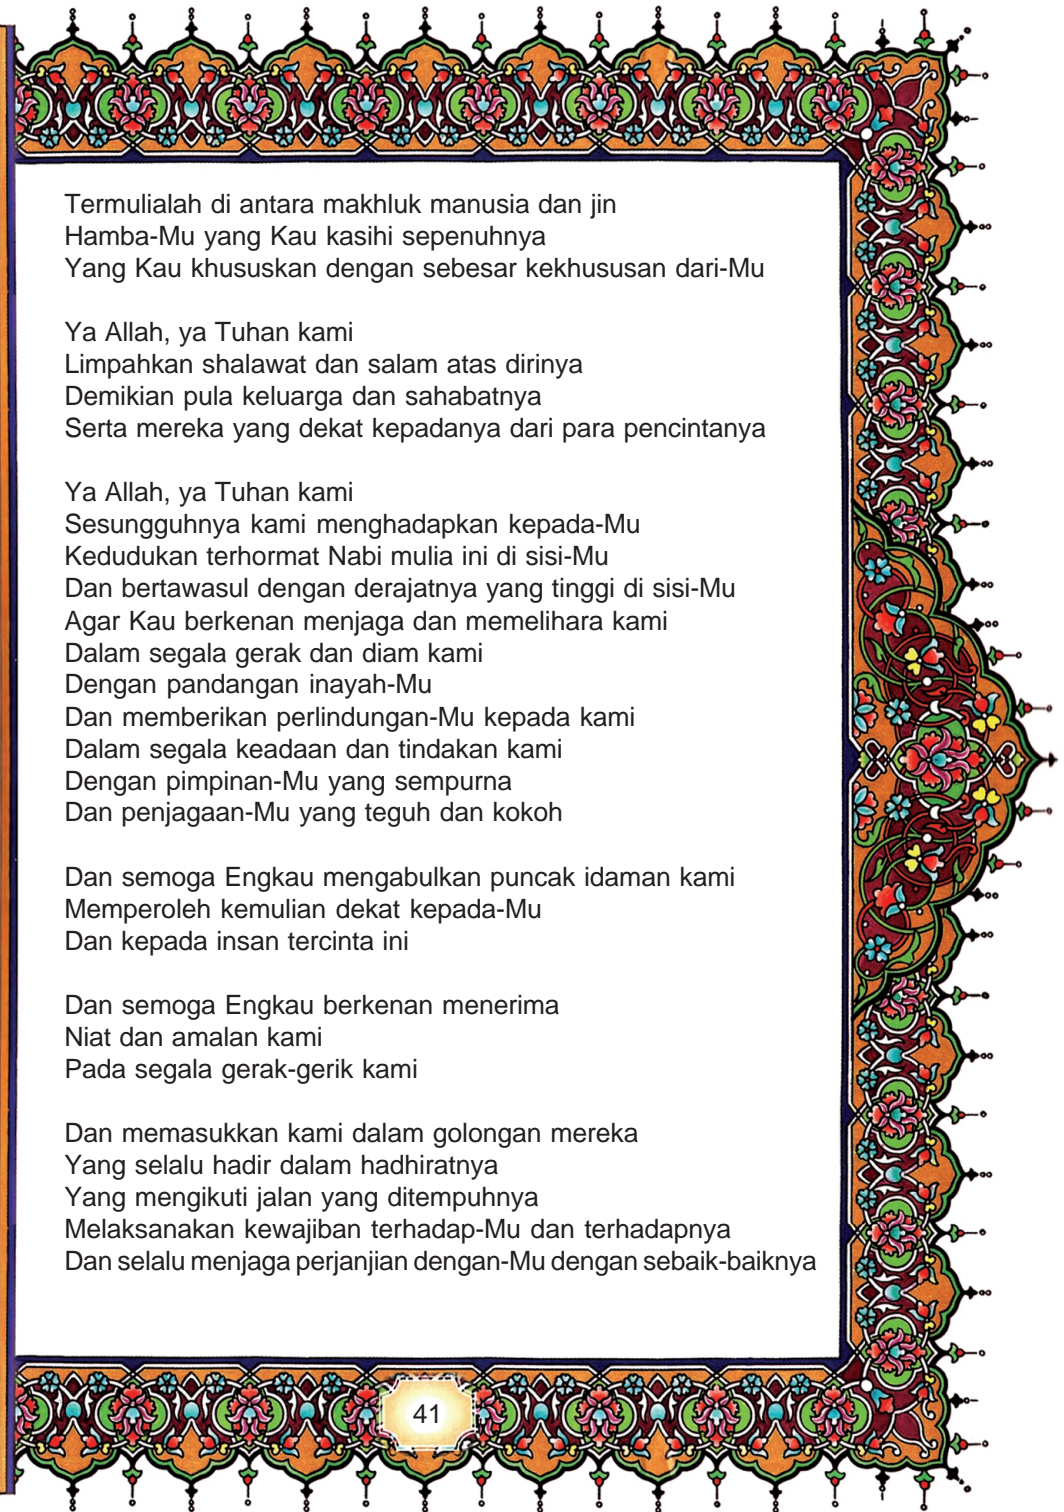 Termulialah di antara makhluk manusia dan jin
Hamba-Mu yang Kau kasihi sepenuhnya
Yang Kau khususkan dengan sebesar kekhususan dari-Mu
Ya Allah, ya Tuhan kami
Limpahkan shalawat dan salam atas dirinya
Demikian pula keluarga dan sahabatnya
Serta mereka yang dekat kepadanya dari para pencintanya
Ya Allah, ya Tuhan kami
Sesungguhnya kami menghadapkan kepada-Mu
Kedudukan terhormat Nabi mulia ini di sisi-Mu
Dan bertawasul dengan derajatnya yang tinggi di sisi-Mu
Agar Kau berkenan menjaga dan memelihara kami
Dalam segala gerak dan diam kami
Dengan pandangan inayah-Mu
Dan memberikan perlindungan-Mu kepada kami
Dalam segala keadaan dan tindakan kami
Dengan pimpinan-Mu yang sempurna
Dan penjagaan-Mu yang teguh dan kokoh
Dan semoga Engkau mengabulkan puncak idaman kami
Memperoleh kemulian dekat kepada-Mu
Dan kepada insan tercinta ini
Dan semoga Engkau berkenan menerima
Niat dan amalan kami
Pada segala gerak-gerik kami
Dan memasukkan kami dalam golongan mereka
Yang selalu hadir dalam hadhiratnya
Yang mengikuti jalan yang ditempuhnya
Melaksanakan kewajiban terhadap-Mu dan terhadapnya
Dan selalu menjaga perjanjian dengan-Mu dengan sebaik-baiknya
41